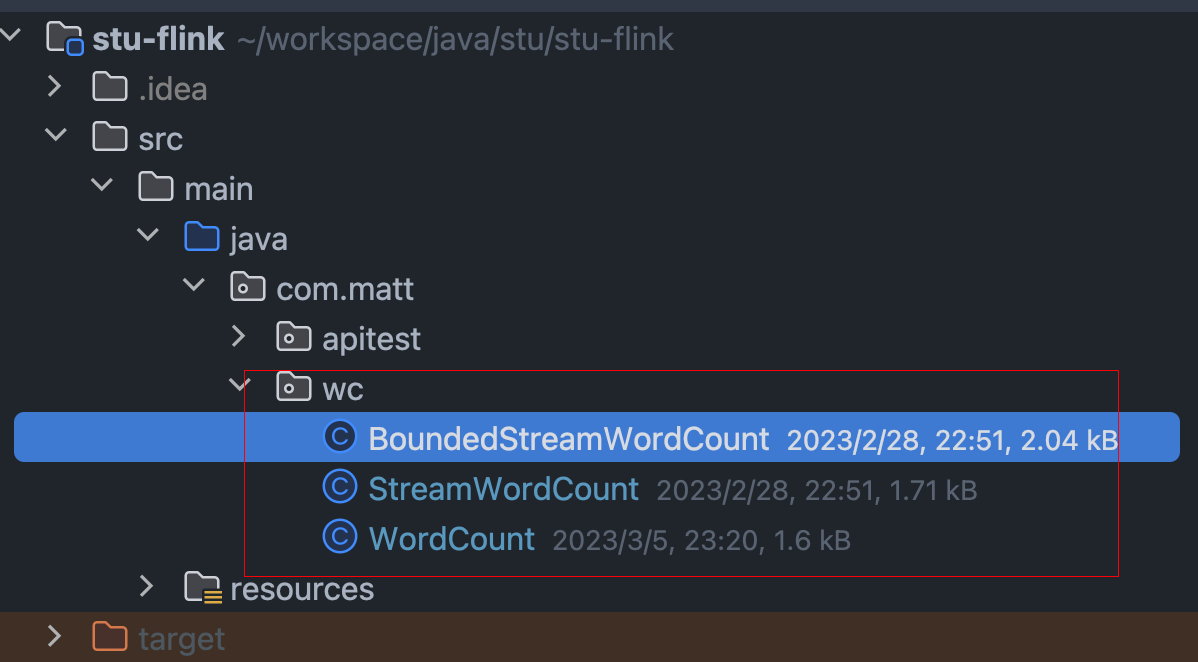 stu-flink ~/workspace/java/stu/stu-flink
.idea
src
main
java
com.matt
apitest
wc
BoundedStreamWordCount 2023/2/28, 22:51, 2.04 kB
StreamWordCount 2023/2/28, 22:51, 1.71 kB
WordCount 2023/3/5, 23:20, 1.6 kB
resources
target